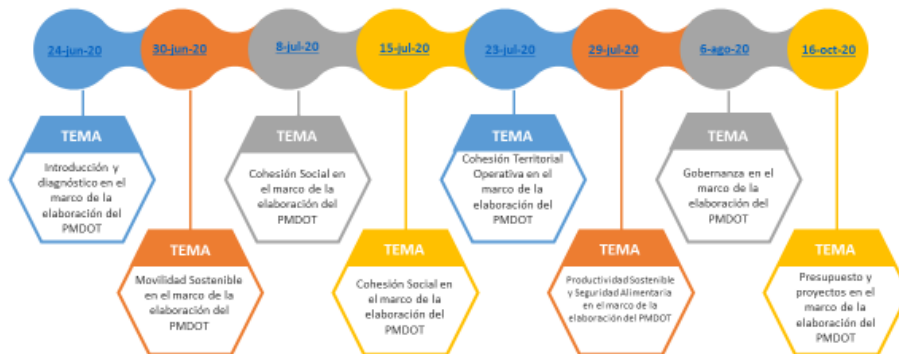 24-jun-20
30-jun-20
8-jul-20
15-jul-20
23-jul-20
29-jul-20
6-ago-20
16-oct-20
TEMA
Introducción y
diagnóstico en el
marco de la
elaboración del
PMDOT
TEMA
Movilidad Sostenible
en el marco de la
elaboración del
PMDOT
TEMA
Cohesión Social en
el marco de la
elaboración del
PMDOT
TEMA
Cohesión Social en
el marco de la
elaboración del
PMDOT
TEMA
Cohesión Territorial
Operativa en el
marco de la
elaboración del
PMDOT
TEMA
Productividad Sostenible
y Seguridad Alimentaria
en el marco de la
elaboración del PMDOT
TEMA
Gobernanza en el
marco de la
elaboración del
PMDOT
TEMA
Presupuesto y
proyectos en el
marco de la
elaboración del
PMDOT